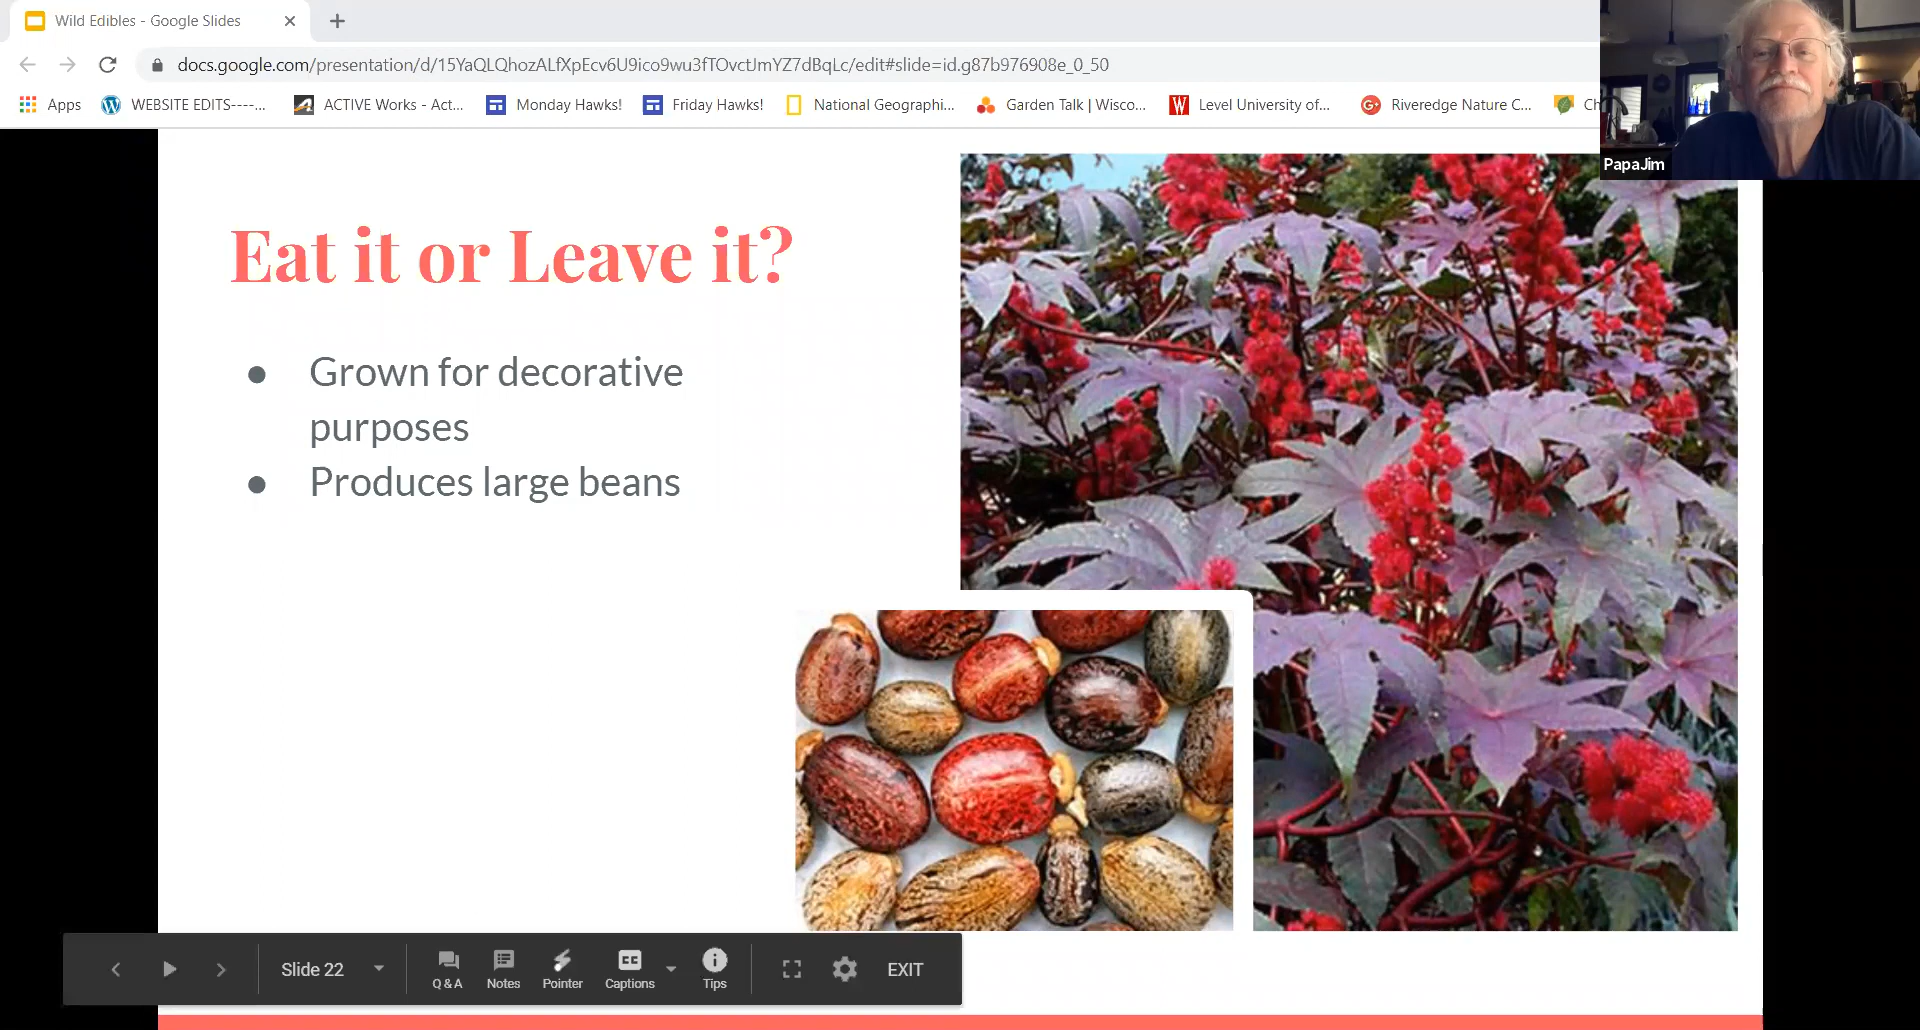 Wild Edibles - Google Slides
docs.google.com/presentation/d/15YaQLQhozALfXpEcv6U9ico9wu3fTOvctJmYZ7dBqLc/edit#slide=id.g87b976908e_0_50
Apps WEBSITE EDITS----... ACTIVE Works - Act... Monday Hawks! Friday Hawks! National Geographi... Garden Talk | Wisco... Level University of... Riveredge Nature C... Ch
PapaJim
Eat it or Leave it?
● Grown for decorative
purposes
● Produces large beans
Slide 22
Q & A Notes Pointer Captions Tips
CC
EXIT